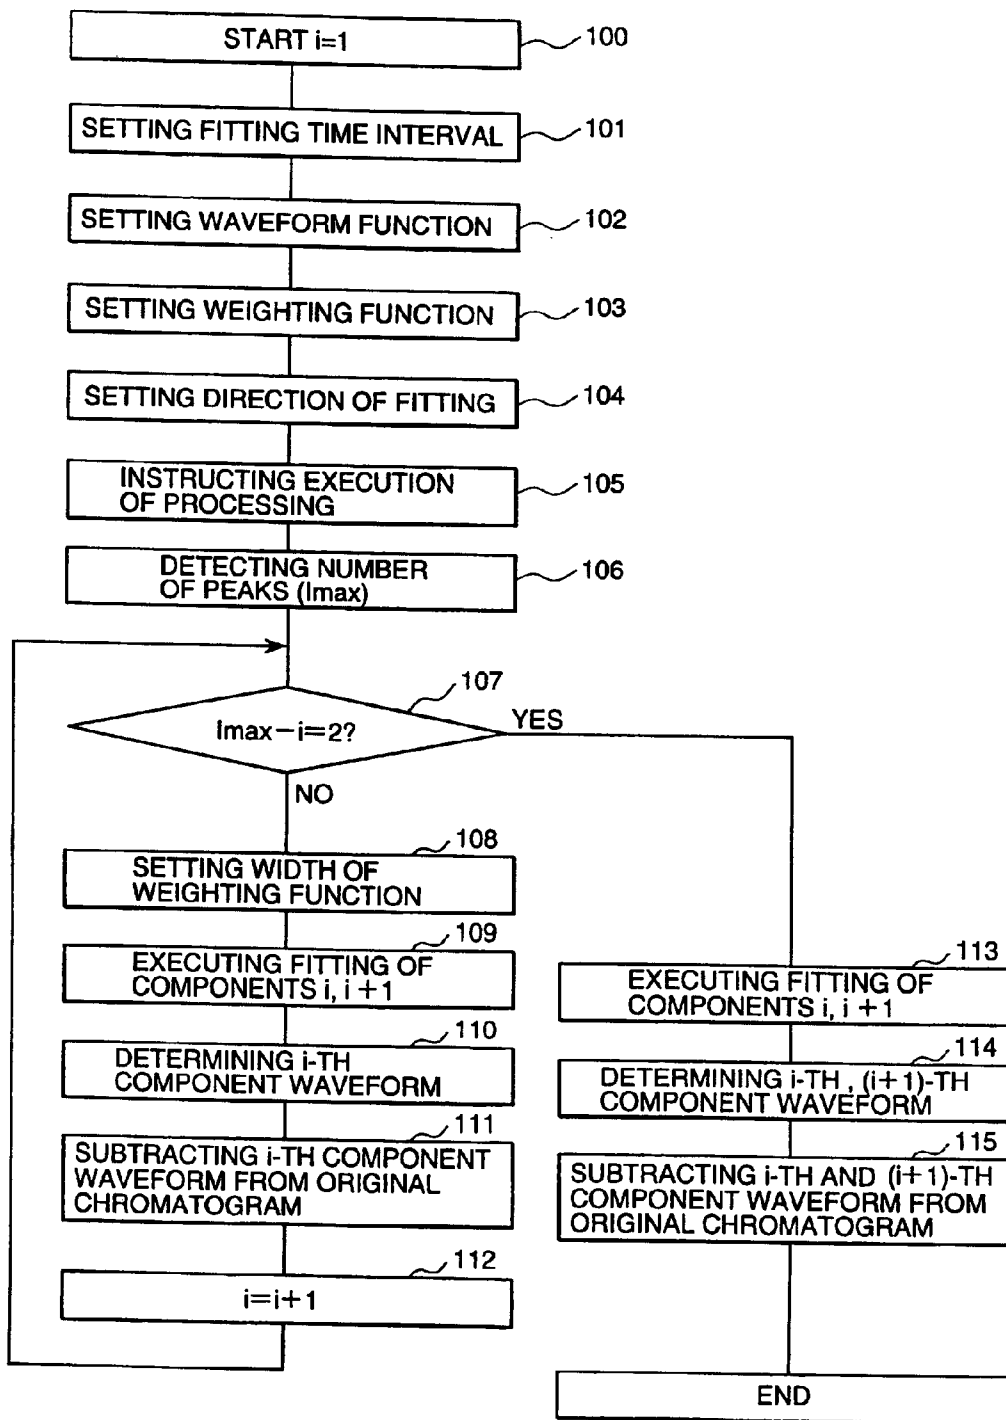 START i=1
100
SETTING FITTING TIME INTERVAL
101
SETTING WAVEFORM FUNCTION
102
SETTING WEIGHTING FUNCTION
103
SETTING DIRECTION OF FITTING
104
INSTRUCTING EXECUTION
OF PROCESSING
105
DETECTING NUMBER
OF PEAKS (Imax)
106
107
Imax－i=2?
YES
NO
108
SETTING WIDTH OF
WEIGHTING FUNCTION
109
EXECUTING FITTING OF
COMPONENTS i, i+1
110
DETERMINING i-TH
COMPONENT WAVEFORM
111
SUBTRACTING i-TH COMPONENT
WAVEFORM FROM ORIGINAL
CHROMATOGRAM
112
i=i+1
113
EXECUTING FITTING OF
COMPONENTS i, i+1
114
DETERMINING i-TH, (i+1)-TH
COMPONENT WAVEFORM
115
SUBTRACTING i-TH AND (i+1)-TH
COMPONENT WAVEFORM FROM
ORIGINAL CHROMATOGRAM
END